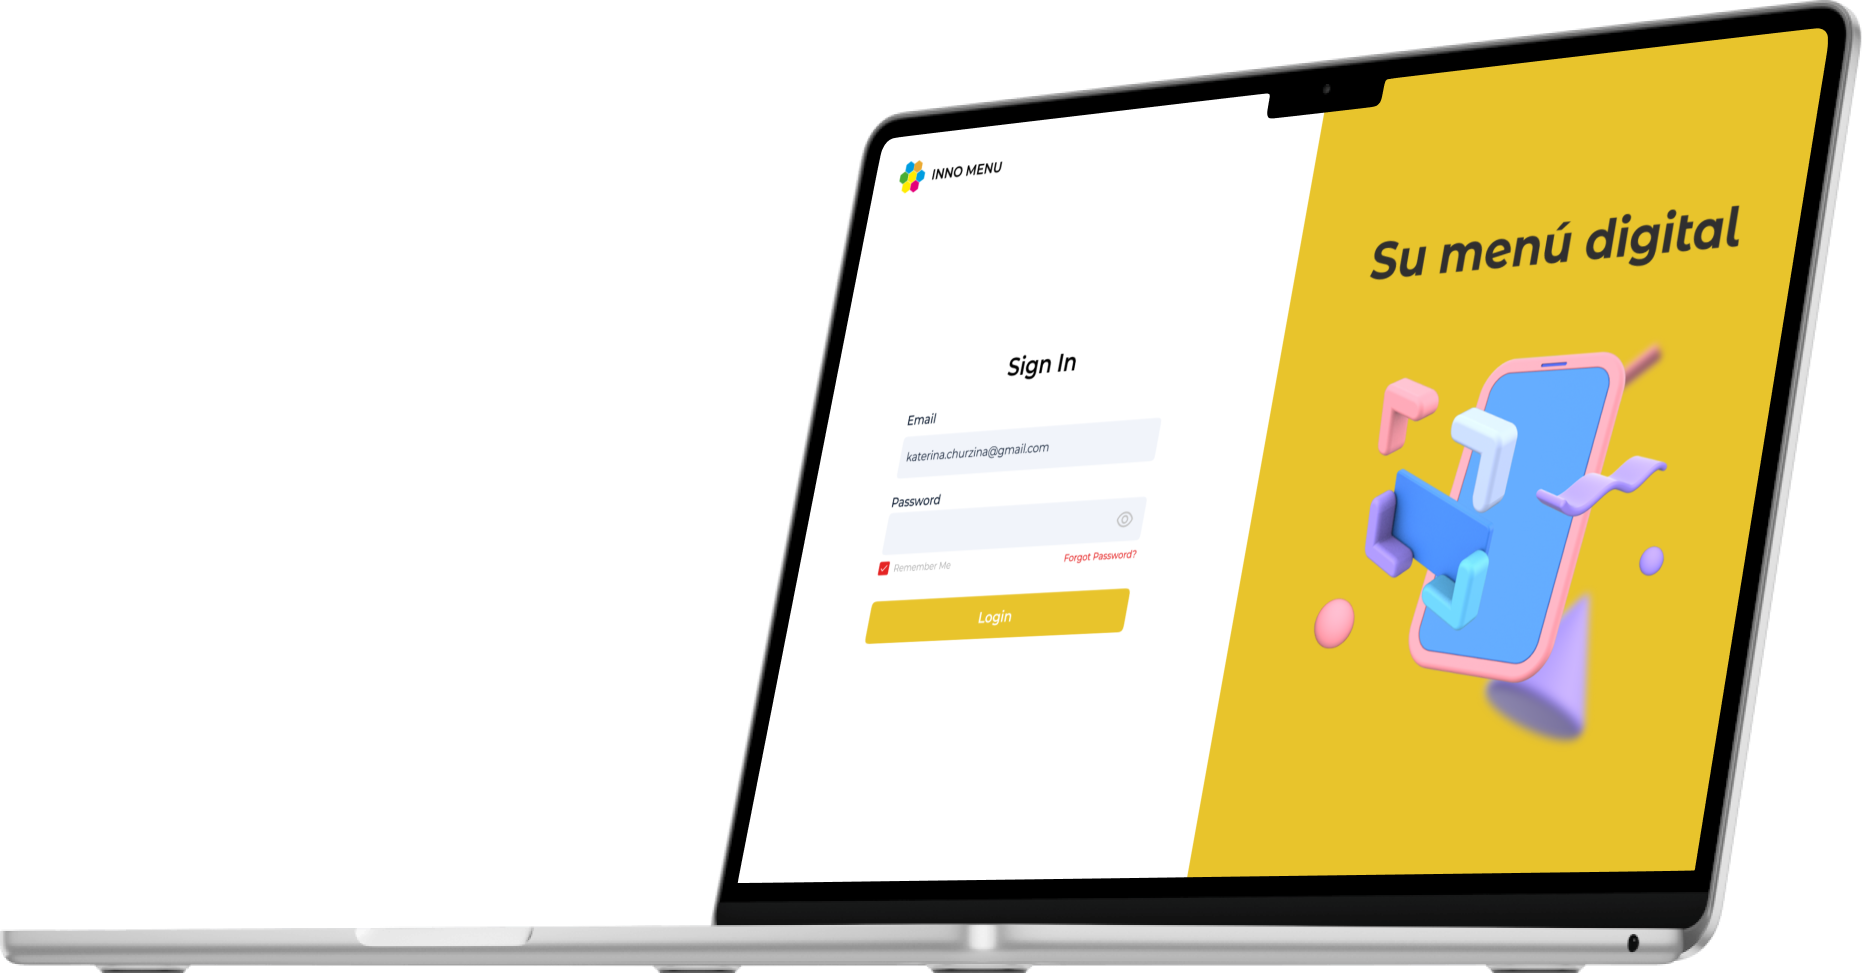 INNO MENU
Sign In
Email
katerina.churzina@gmail.com
Password
Remember Me
Forgot Password?
Login
Su menú digital